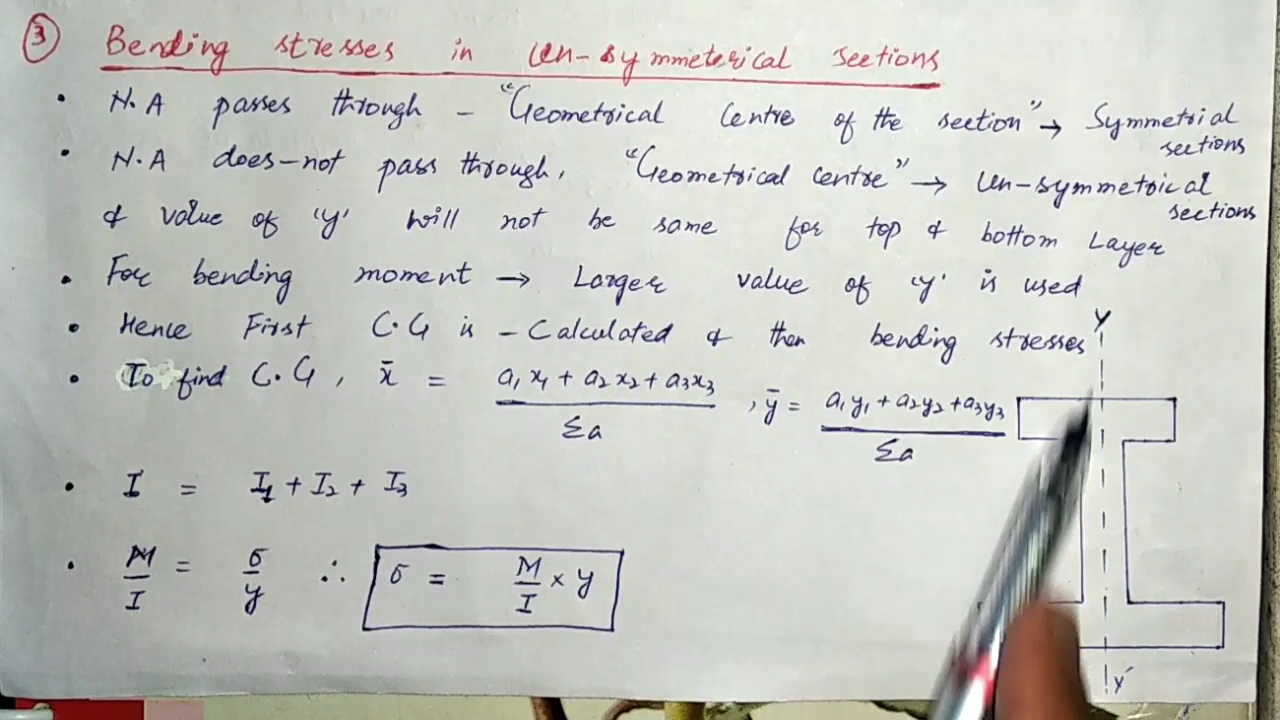 ③ Bending stresses in un-symmeterical sections
• N.A passes through - "Geometrical Centre of the section" → Symmetrial sections
• N.A does-not pass through, "Geometrical centre" → un-symmetrical sections
& value of 'y' will not be same for top & bottom Layer
• For bending moment → Larger value of 'y' is used
• Hence First C.G is - Calculated & then bending stresses
• To find C.G, x̄ = a₁x₁ + a₂x₂ + a₃x₃ / Σa , ȳ = a₁y₁ + a₂y₂ + a₃y₃ / Σa
• I = I₁ + I₂ + I₃
• M/I = σ/y ∴ σ = M/I × y
Y
Y'